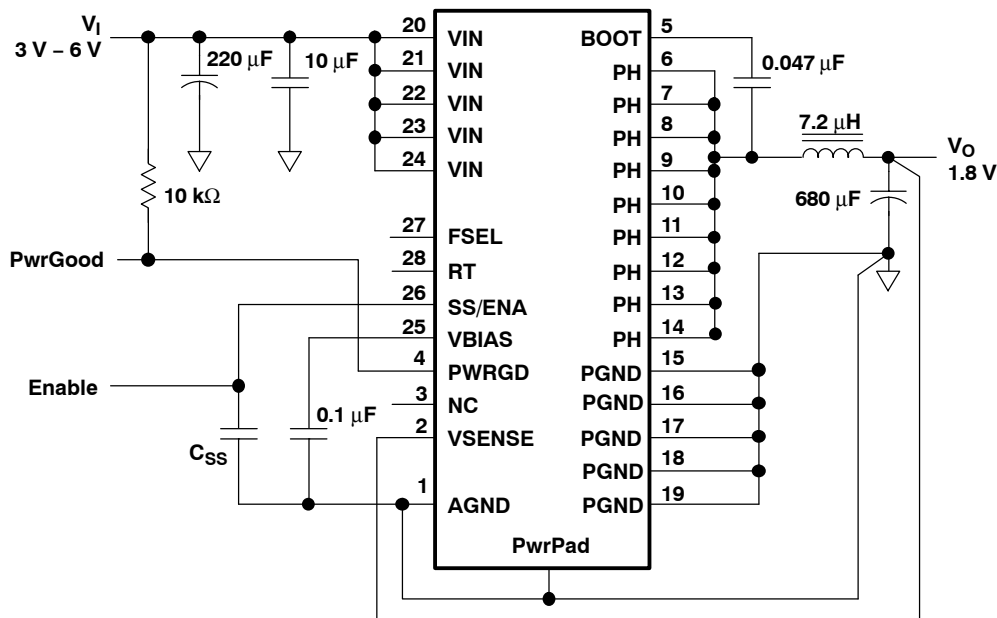 V_I
3 V – 6 V
220 μF
10 μF
10 kΩ
PwrGood
Enable
C_SS
0.1 μF
20 VIN
21 VIN
22 VIN
23 VIN
24 VIN
27 FSEL
28 RT
26 SS/ENA
25 VBIAS
4 PWRGD
3 NC
2 VSENSE
1 AGND
PwrPad
BOOT 5
PH 6
PH 7
PH 8
PH 9
PH 10
PH 11
PH 12
PH 13
PH 14
PGND 15
PGND 16
PGND 17
PGND 18
PGND 19
0.047 μF
7.2 μH
V_O
1.8 V
680 μF